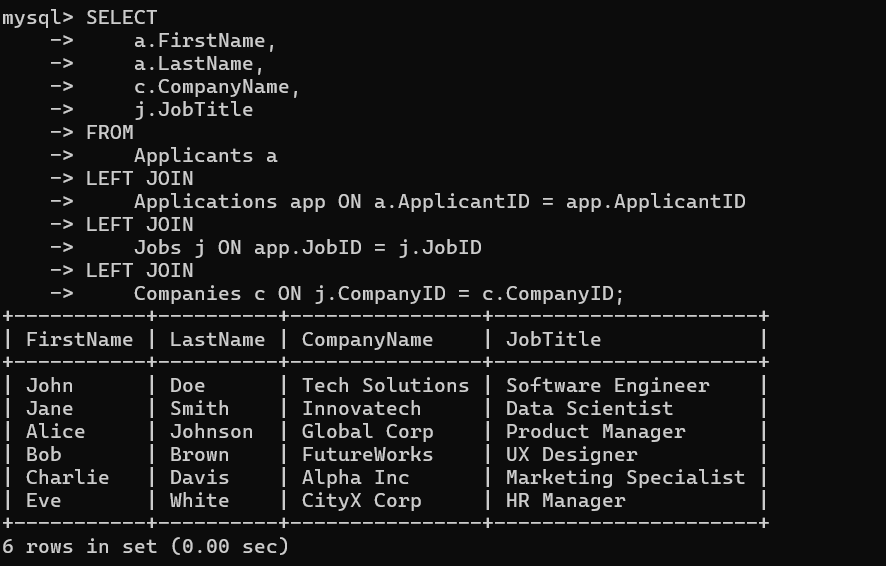 mysql> SELECT
    ->     a.FirstName,
    ->     a.LastName,
    ->     c.CompanyName,
    ->     j.JobTitle
    -> FROM
    ->     Applicants a
    -> LEFT JOIN
    ->     Applications app ON a.ApplicantID = app.ApplicantID
    -> LEFT JOIN
    ->     Jobs j ON app.JobID = j.JobID
    -> LEFT JOIN
    ->     Companies c ON j.CompanyID = c.CompanyID;
+-----------+----------+----------------+----------------------+
| FirstName | LastName | CompanyName    | JobTitle             |
+-----------+----------+----------------+----------------------+
| John      | Doe      | Tech Solutions | Software Engineer    |
| Jane      | Smith    | Innovatech     | Data Scientist       |
| Alice     | Johnson  | Global Corp    | Product Manager      |
| Bob       | Brown    | FutureWorks    | UX Designer          |
| Charlie   | Davis    | Alpha Inc      | Marketing Specialist |
| Eve       | White    | CityX Corp     | HR Manager           |
+-----------+----------+----------------+----------------------+
6 rows in set (0.00 sec)